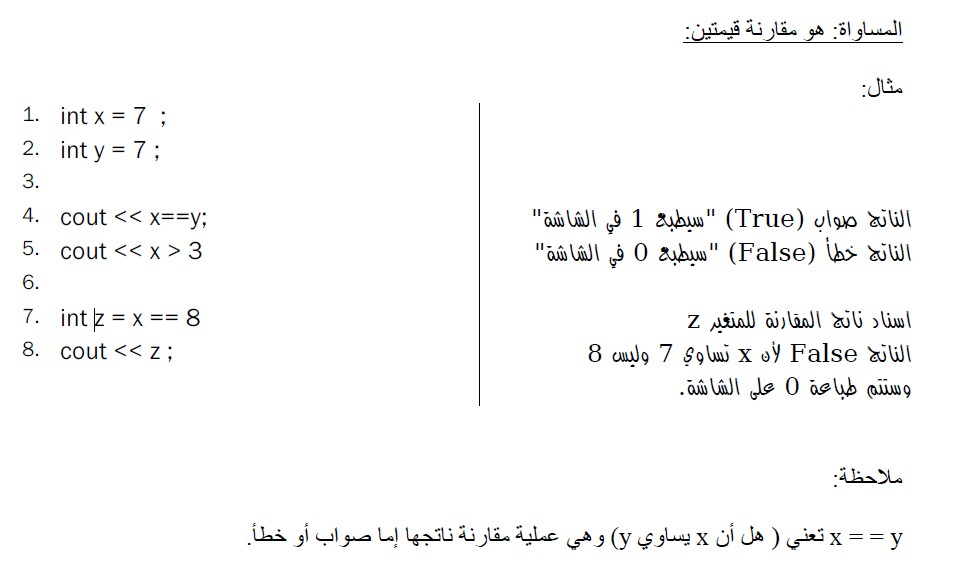 المساواة: هو مقارنة قيمتين:
مثال:
1. int x = 7 ;
2. int y = 7 ;
3.
4. cout << x==y;
الناتج صواب (True) "سيطبع 1 في الشاشة"
5. cout << x > 3
الناتج خطأ (False) "سيطبع 0 في الشاشة"
6.
7. int z = x == 8
اسناد ناتج المقارنة للمتغير z
8. cout << z ;
الناتج False لأن x تساوي 7 وليس 8
وستتم طباعة 0 على الشاشة.
ملاحظة:
x = = y تعني ( هل أن x يساوي y) وهي عملية مقارنة ناتجها إما صواب أو خطأ.